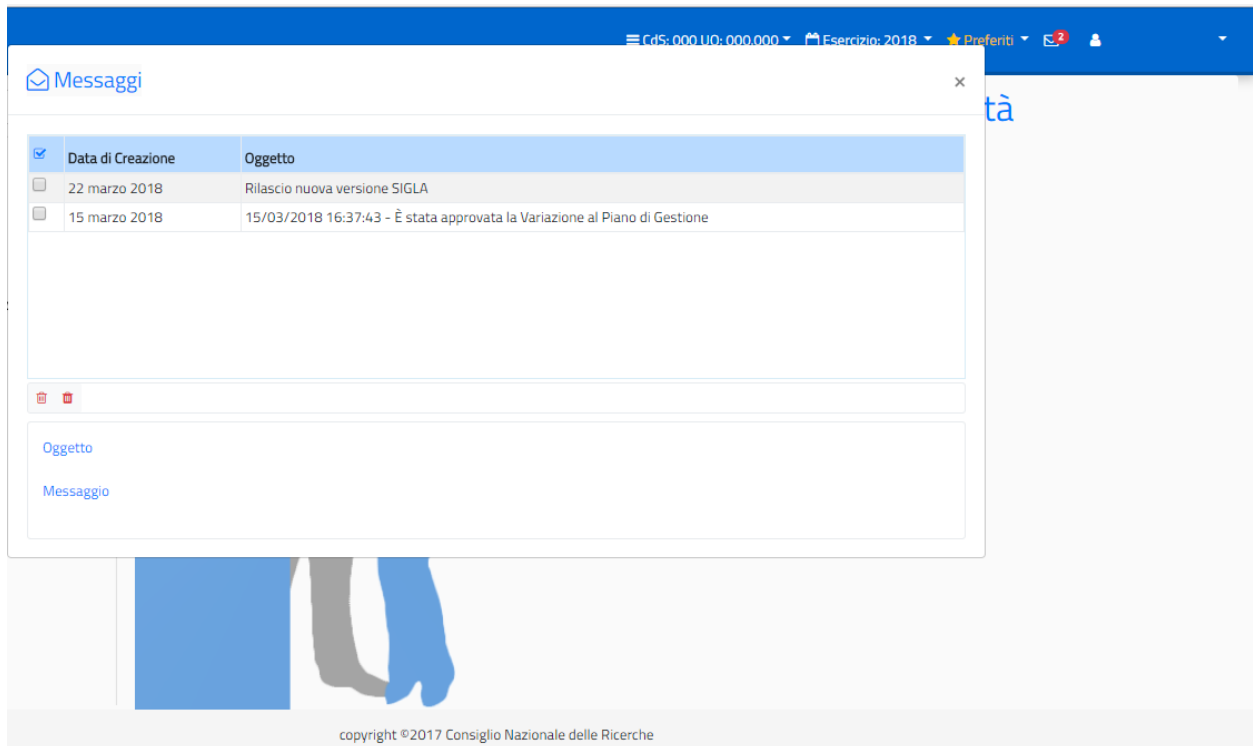 CdS: 000 UO: 000.000 Esercizio: 2018 Preferiti 2
Messaggi ×
tà
Data di Creazione Oggetto
22 marzo 2018 Rilascio nuova versione SIGLA
15 marzo 2018 15/03/2018 16:37:43 - È stata approvata la Variazione al Piano di Gestione
Oggetto
Messaggio
copyright ©2017 Consiglio Nazionale delle Ricerche